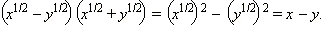 (x^{1/2} − y^{1/2}) (x^{1/2} + y^{1/2}) = (x^{1/2})^2 − (y^{1/2})^2 = x − y.